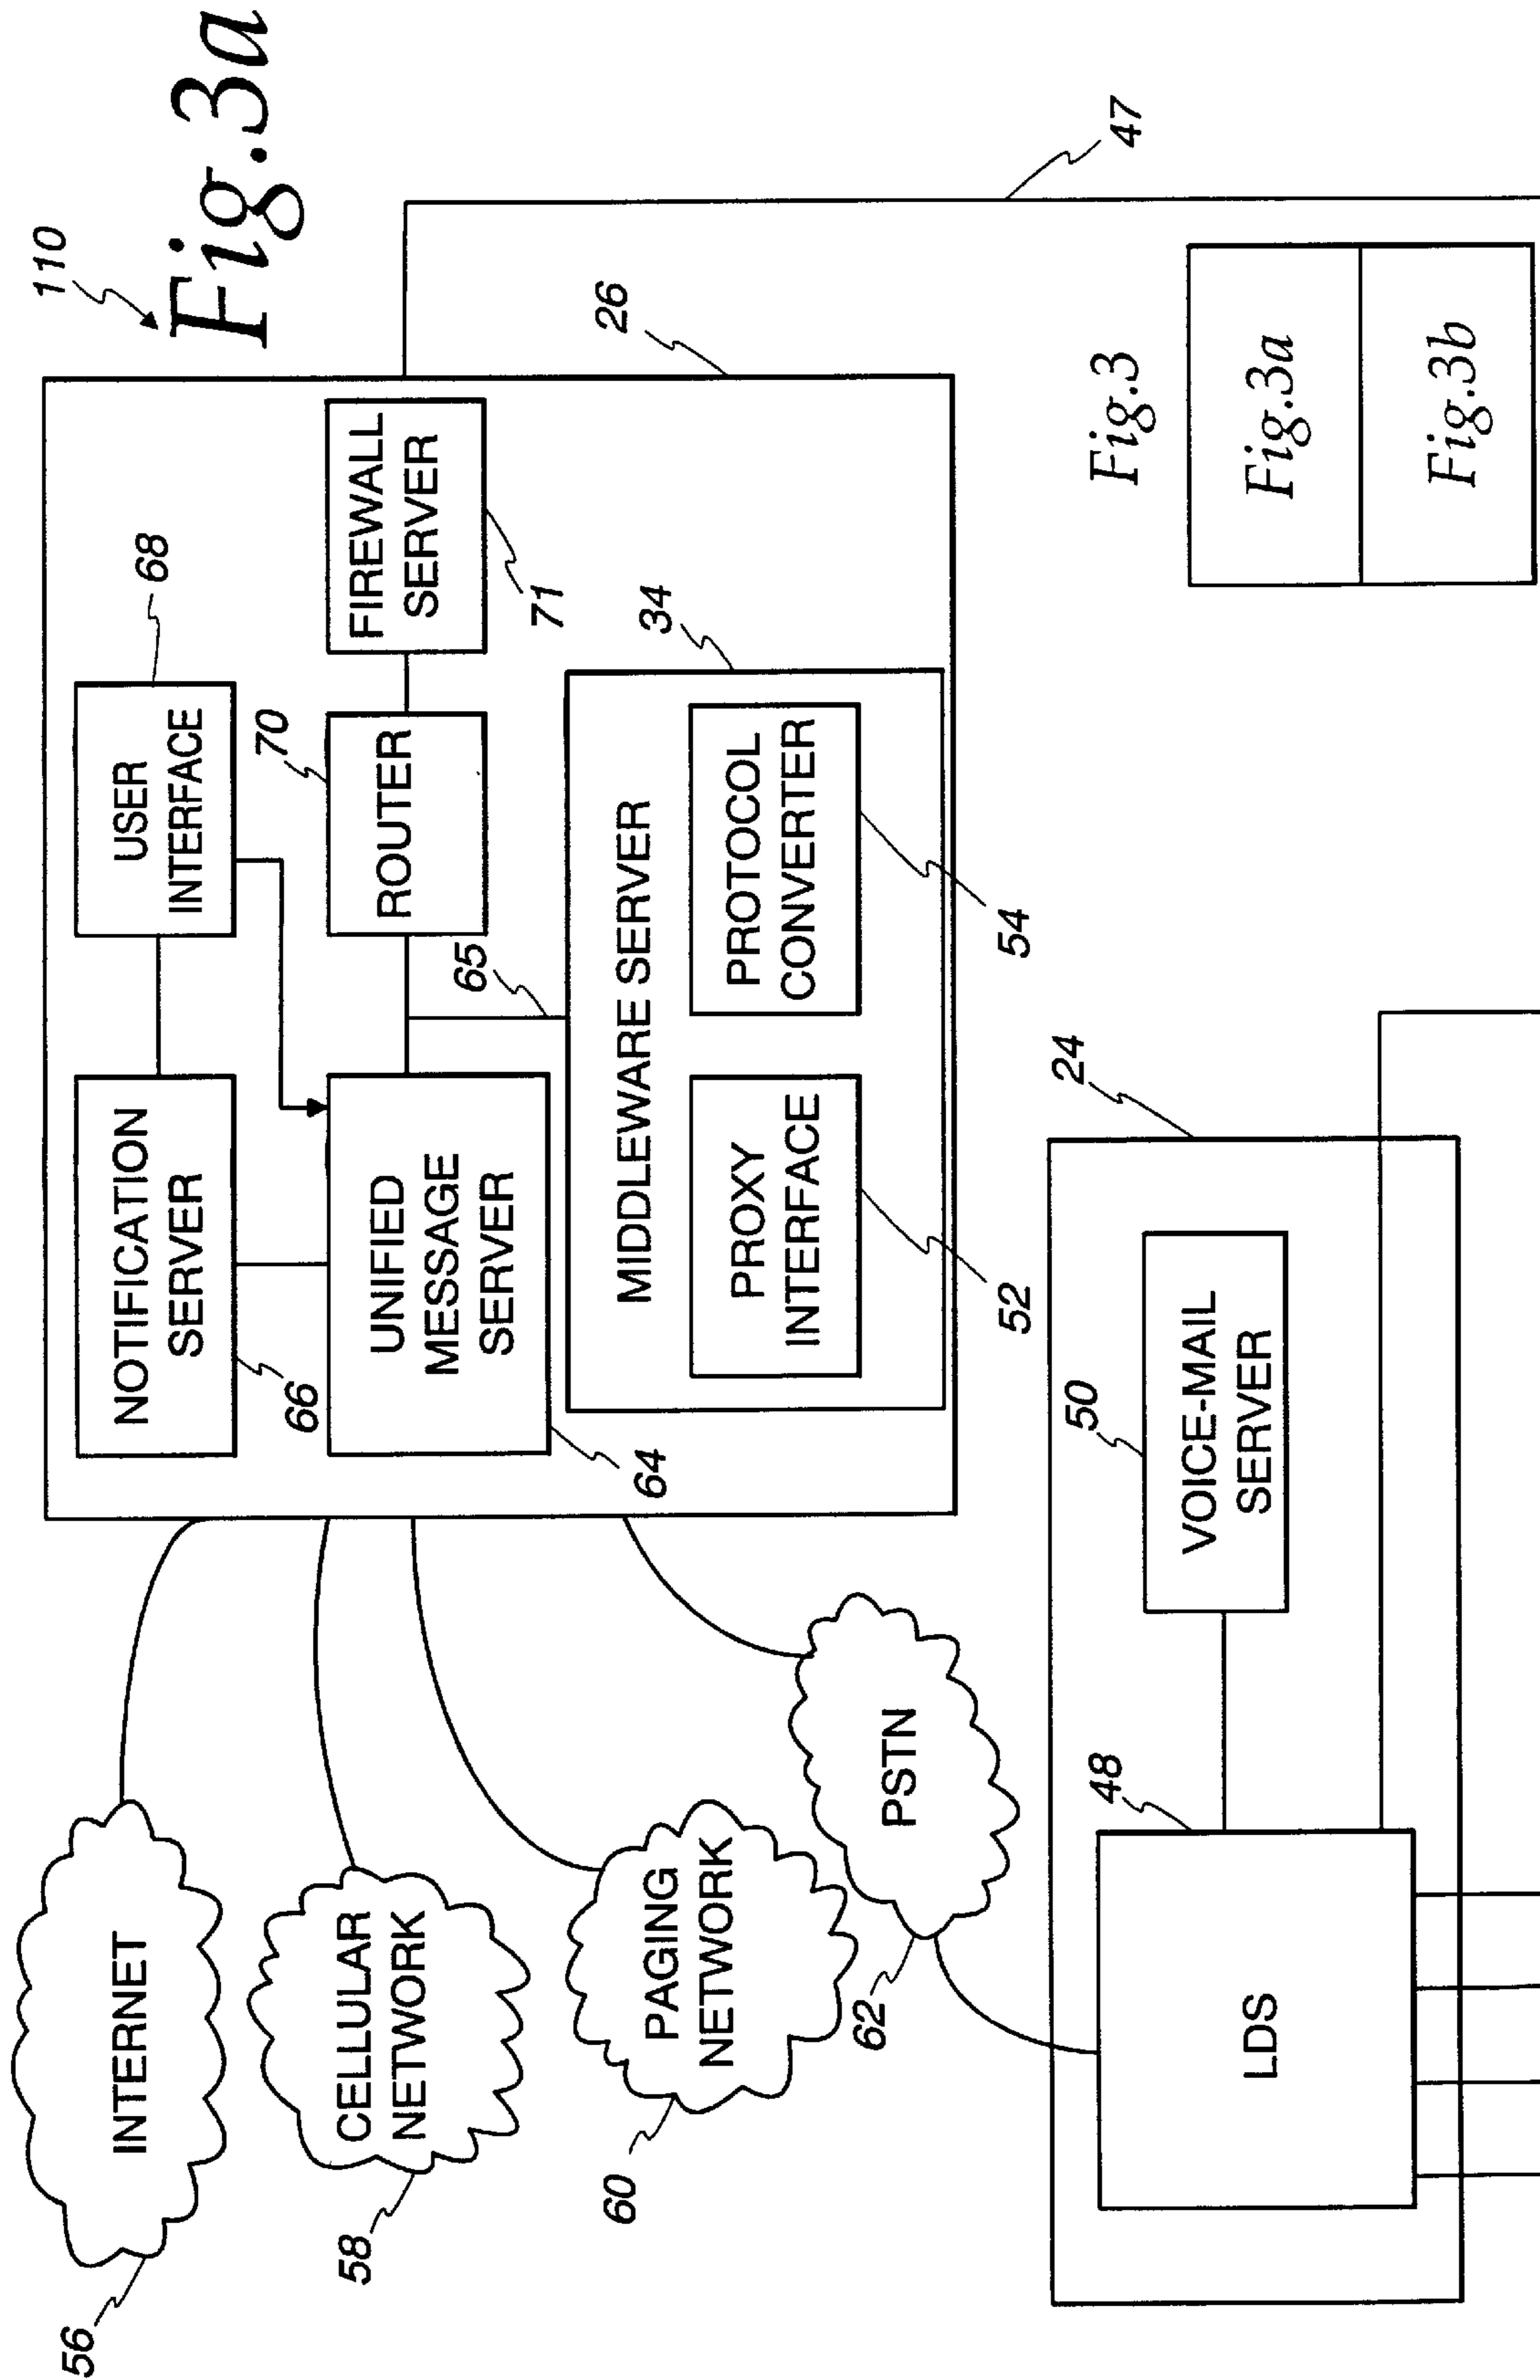 110
Fig.3a
56
INTERNET
58
CELLULAR
NETWORK
60
PAGING
NETWORK
62
PSTN
NOTIFICATION
SERVER
66
USER
INTERFACE
68
UNIFIED
MESSAGE
SERVER
64
65
ROUTER
70
FIREWALL
SERVER
71
26
47
MIDDLEWARE SERVER
34
PROXY
INTERFACE
52
PROTOCOL
CONVERTER
54
24
LDS
48
VOICE-MAIL
SERVER
50
Fig.3
Fig.3a
Fig.3b